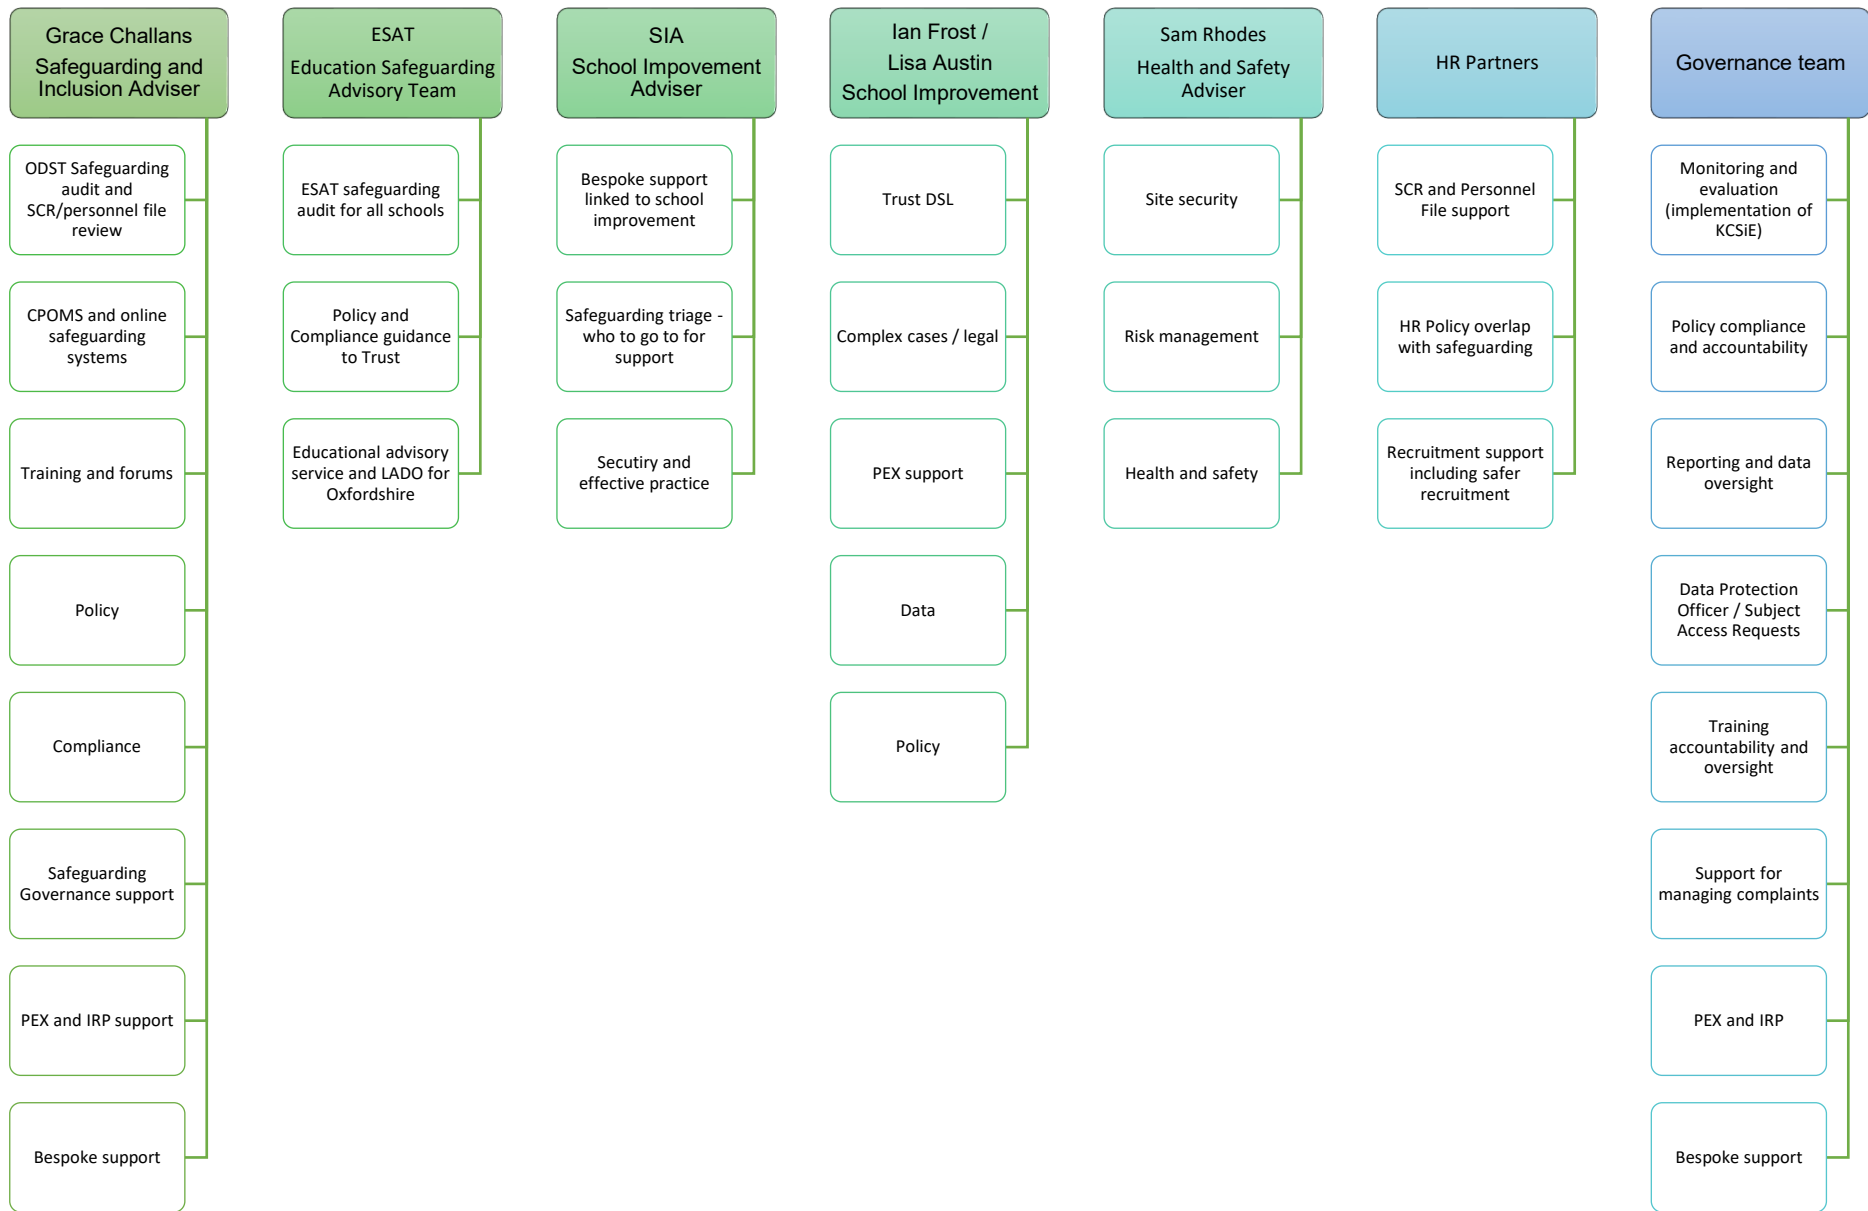 Grace Challans
Safeguarding and
Inclusion Adviser
ODST Safeguarding
audit and
SCR/personnel file
review
CPOMS and online
safeguarding
systems
Training and forums
Policy
Compliance
Safeguarding
Governance support
PEX and IRP support
Bespoke support
ESAT
Education Safeguarding
Advisory Team
ESAT safeguarding
audit for all schools
Policy and
Compliance guidance
to Trust
Educational advisory
service and LADO for
Oxfordshire
SIA
School Impovement
Adviser
Bespoke support
linked to school
improvement
Safeguarding triage -
who to go to for
support
Secutiry and
effective practice
Ian Frost /
Lisa Austin
School Improvement
Trust DSL
Complex cases / legal
PEX support
Data
Policy
Sam Rhodes
Health and Safety
Adviser
Site security
Risk management
Health and safety
HR Partners
SCR and Personnel
File support
HR Policy overlap
with safeguarding
Recruitment support
including safer
recruitment
Governance team
Monitoring and
evaluation
(implementation of
KCSiE)
Policy compliance
and accountability
Reporting and data
oversight
Data Protection
Officer / Subject
Access Requests
Training
accountability and
oversight
Support for
managing complaints
PEX and IRP
Bespoke support